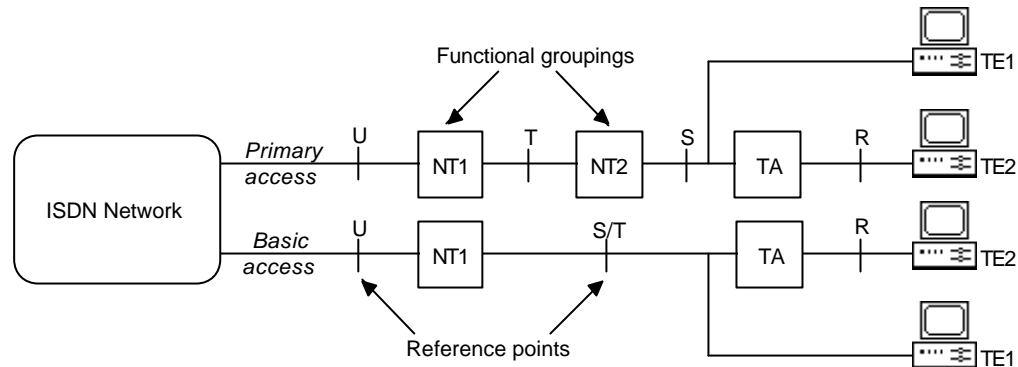 Functional groupings
TE1
U
T
S
R
Primary
access
NT1
NT2
TA
TE2
ISDN Network
U
S/T
R
Basic
access
NT1
TA
TE2
Reference points
TE1